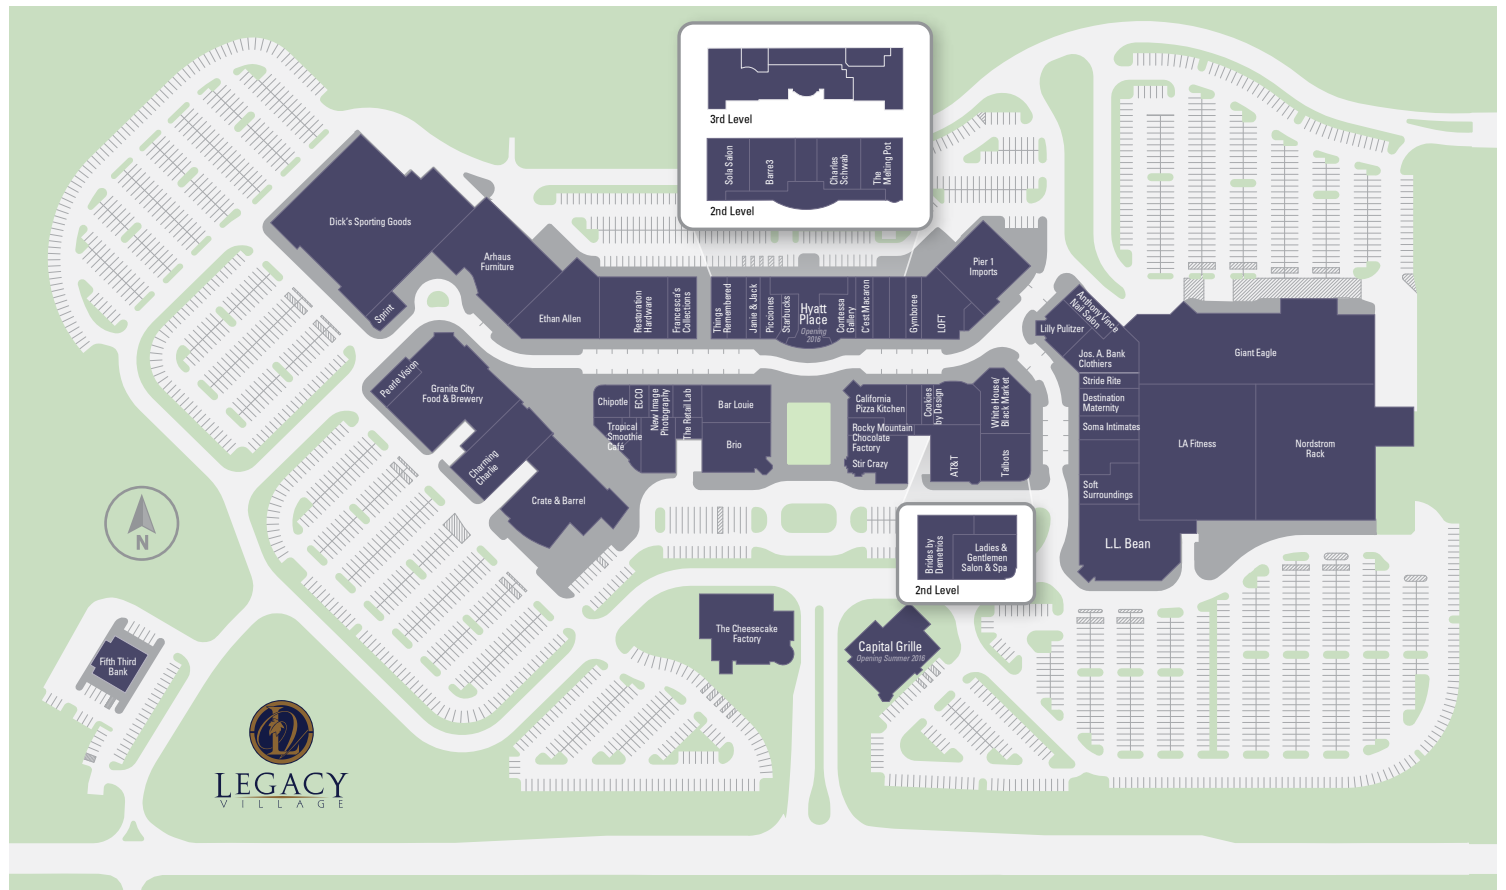 3rd Level
Sola Salon
Barre3
Charles
Schwab
The
Melting Pot
2nd Level
Dick's Sporting Goods
Sprint
Arhaus
Furniture
Ethan Allen
Restoration
Hardware
Francesca's
Collections
Things
Remembered
Janie & Jack
Picciones
Starbucks
Hyatt
Place
Opening
2016
Contessa
Gallery
C'est Macaron
Gymboree
LOFT
Pier 1
Imports
Anthony Vince
Nail Salon
Lilly Pulitzer
Jos. A. Bank
Clothiers
Stride Rite
Destination
Maternity
Soma Intimates
Soft
Surroundings
L.L. Bean
Giant Eagle
LA Fitness
Nordstrom
Rack
Pearle Vision
Granite City
Food & Brewery
Charming
Charlie
Crate & Barrel
Chipotle
ECCO
New Image
Photography
The Retail Lab
Tropical
Smoothie
Café
Bar Louie
Brio
California
Pizza Kitchen
Cookies
by Design
White House/
Black Market
Rocky Mountain
Chocolate
Factory
Stir Crazy
AT&T
Talbots
Brides by
Demetrios
Ladies &
Gentlemen
Salon & Spa
2nd Level
N
The Cheesecake
Factory
Capital Grille
Opening Summer 2016
Fifth Third
Bank
LEGACY
VILLAGE